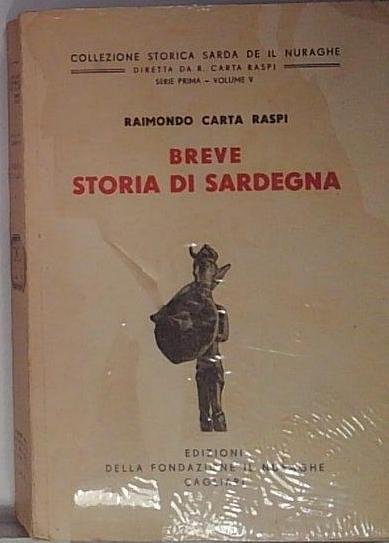 COLLEZIONE STORICA SARDA DE IL NURAGHE
DIRETTA DA R. CARTA RASPI
SERIE PRIMA - VOLUME V
RAIMONDO CARTA RASPI
BREVE
STORIA DI SARDEGNA
EDIZIONI
DELLA FONDAZIONE IL NURAGHE
CAGLIARI